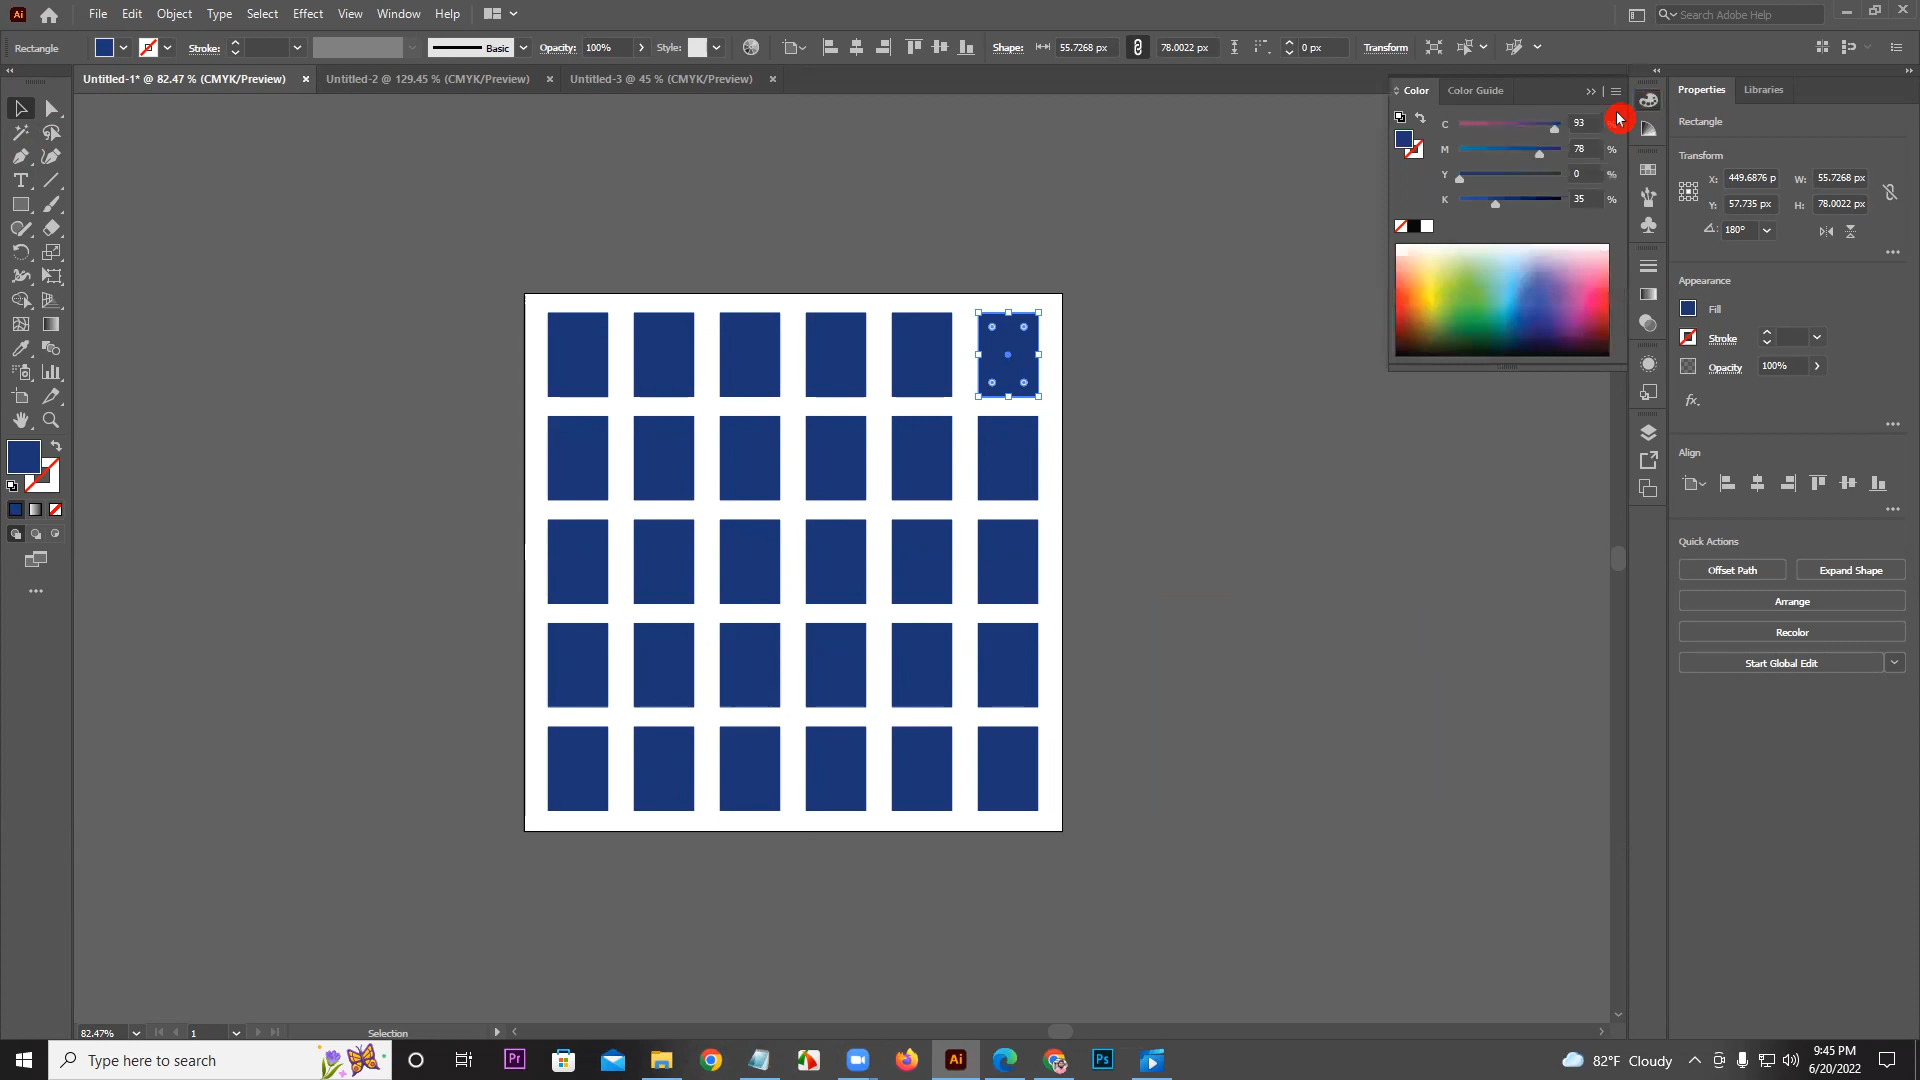 Ai File Edit Object Type Select Effect View Window Help Search Adobe Help
Rectangle Stroke: Basic Opacity: 100% Style: Shape: 55.7268 px 78.0022 px 0 px Transform
Untitled-1* @ 82.47 % (CMYK/Preview) × Untitled-2 @ 129.45 % (CMYK/Preview) × Untitled-3 @ 45 % (CMYK/Preview) ×
Color Color Guide
C 93
M 78 %
Y 0 %
K 35 %
Properties Libraries
Rectangle
Transform
X: 449.6876 p W: 55.7268 px
Y: 57.735 px H: 78.0022 px
180°
Appearance
Fill
Stroke
Opacity 100%
fx.
Align
Quick Actions
Offset Path Expand Shape
Arrange
Recolor
Start Global Edit
82.47% 1 Selection
Type here to search Pr Ai Ps 82°F Cloudy 9:45 PM
6/20/2022